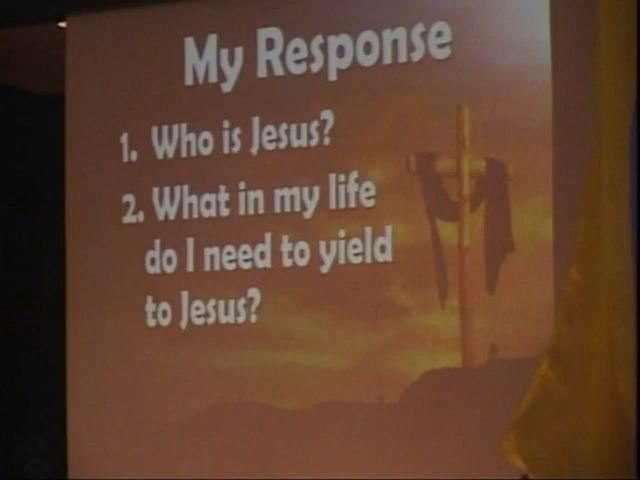 My Response
1. Who is Jesus?
2. What in my life
do I need to yield
to Jesus?